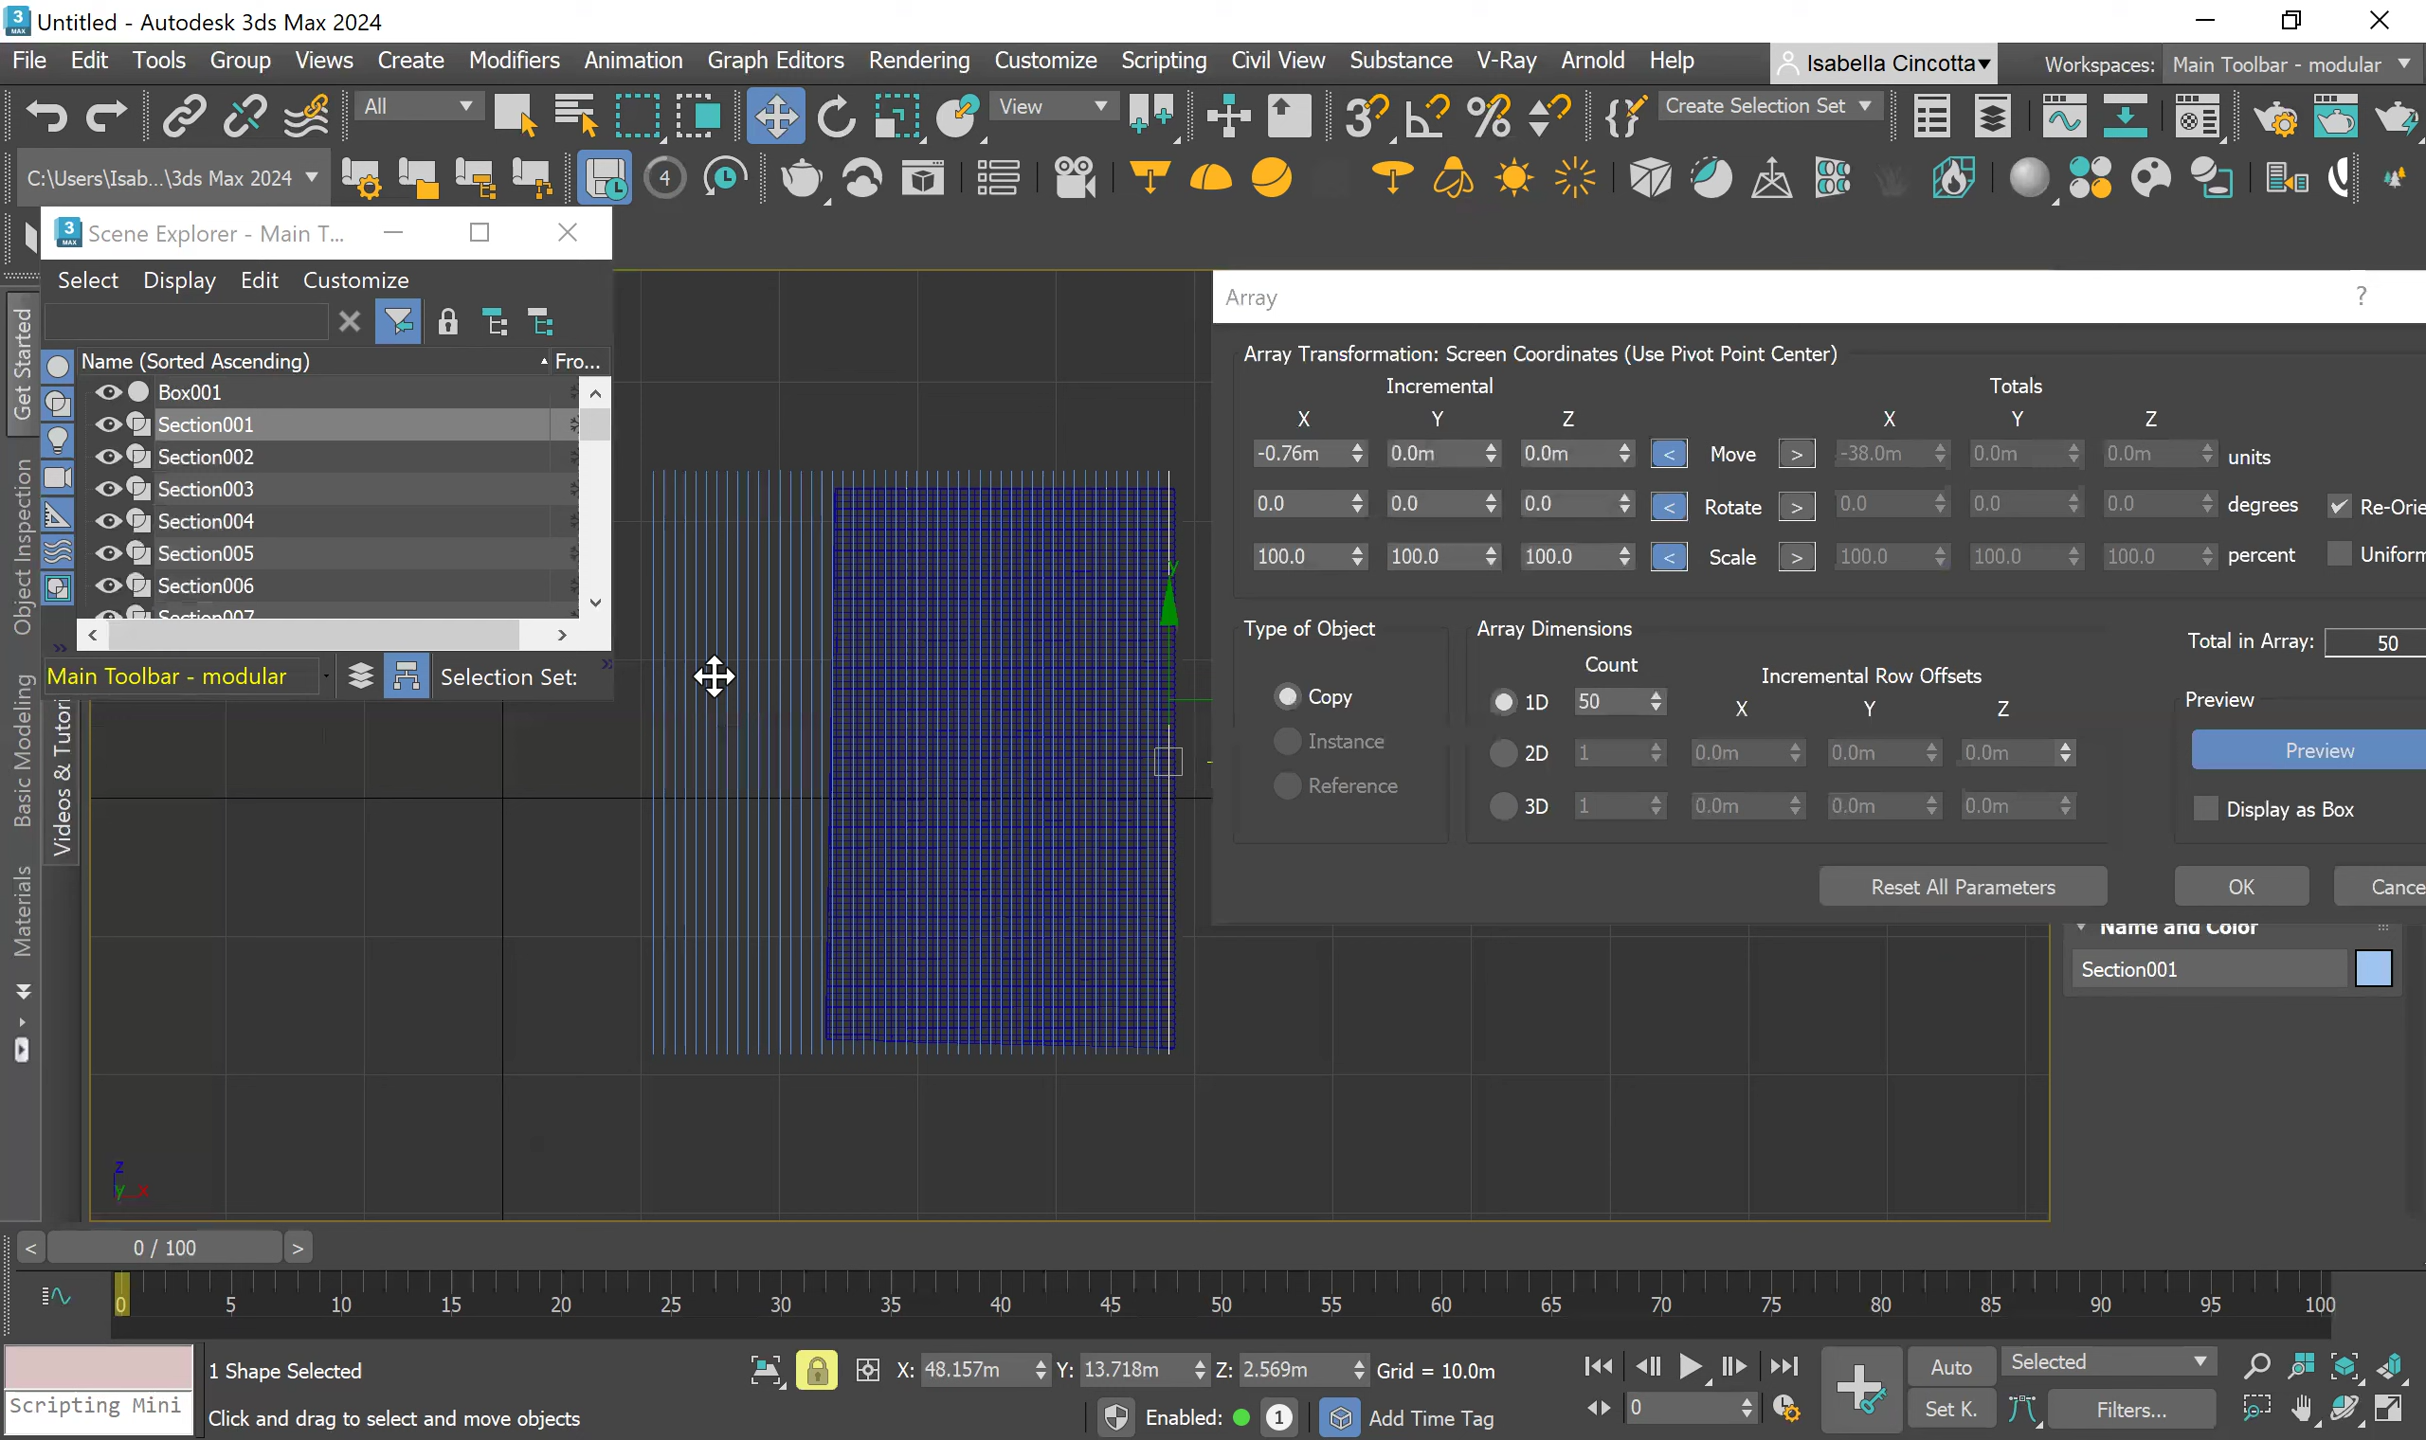 Untitled - Autodesk 3ds Max 2024
File Edit Tools Group Views Create Modifiers Animation Graph Editors Rendering Customize Scripting Civil View Substance V-Ray Arnold Help Isabella Cincotta Workspaces: Main Toolbar - modular
All View Create Selection Set
C:\Users\Isab...\3ds Max 2024 4
Scene Explorer - Main T...
Select Display Edit Customize
Name (Sorted Ascending) Fro...
Box001
Section001
Section002
Section003
Section004
Section005
Section006
Section007
Main Toolbar - modular Selection Set:
Get Started
Object Inspection
Basic Modeling
Materials
Videos & Tutori
Array ?
Array Transformation: Screen Coordinates (Use Pivot Point Center)
Incremental Totals
X Y Z X Y Z
-0.76m 0.0m 0.0m < Move > -38.0m 0.0m 0.0m units
0.0 0.0 0.0 < Rotate > 0.0 0.0 0.0 degrees Re-Orie
100.0 100.0 100.0 < Scale > 100.0 100.0 100.0 percent Uniform
Type of Object Array Dimensions Total in Array: 50
Count Incremental Row Offsets
X Y Z
Copy 1D 50
Instance 2D 1 0.0m 0.0m 0.0m
Reference 3D 1 0.0m 0.0m 0.0m
Preview
Preview
Display as Box
Reset All Parameters OK Cance
Name and Color
Section001
y
z
y x
< 0 / 100 >
0 5 10 15 20 25 30 35 40 45 50 55 60 65 70 75 80 85 90 95 100
1 Shape Selected X: 48.157m Y: 13.718m Z: 2.569m Grid = 10.0m Auto Selected
Scripting Mini Click and drag to select and move objects Enabled: 1 Add Time Tag 0 Set K. Filters...